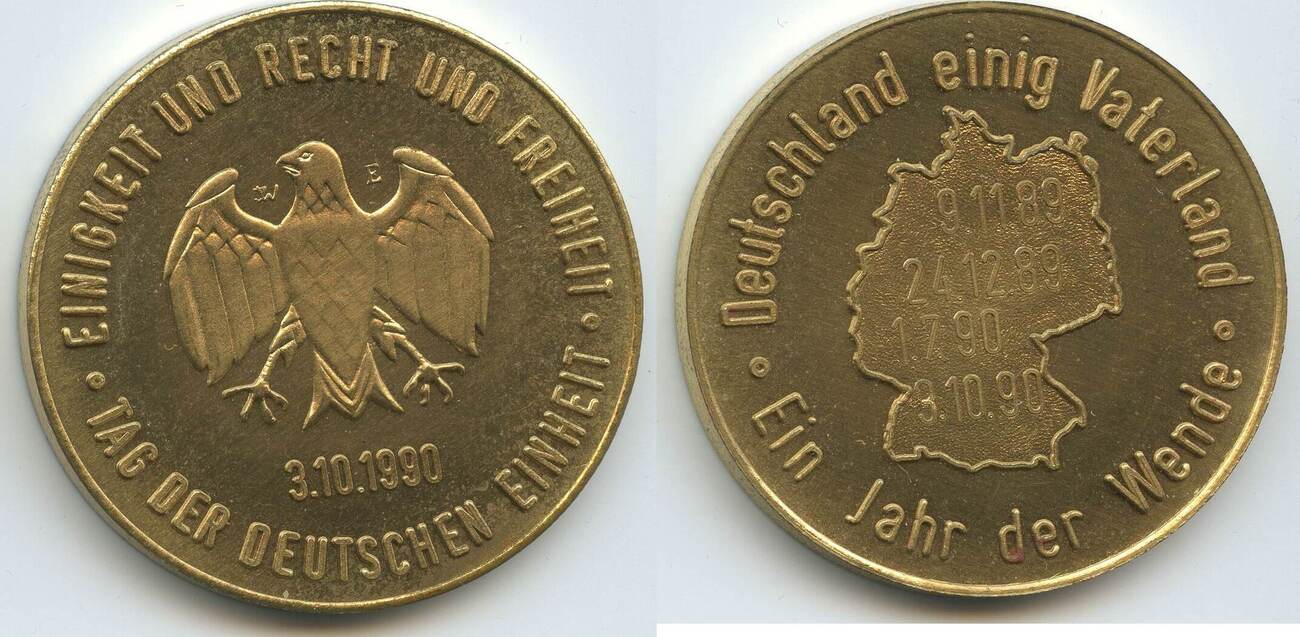 EINIGKEIT UND RECHT UND FREIHEIT
JW E
3.10.1990
TAG DER DEUTSCHEN EINHEIT
Deutschland einig Vaterland
9 11 89
24.12.89
1 7 90
3.10.90
Ein Jahr der Wende